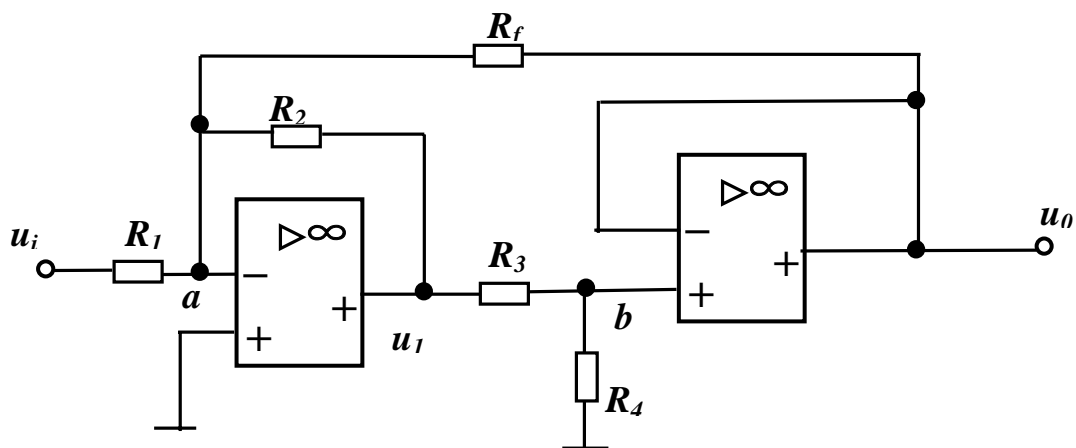 R_f
R_2
▷∞
▷∞
u_i
R_1
−
a
+
+
u_1
R_3
b
−
+
+
u_0
R_4